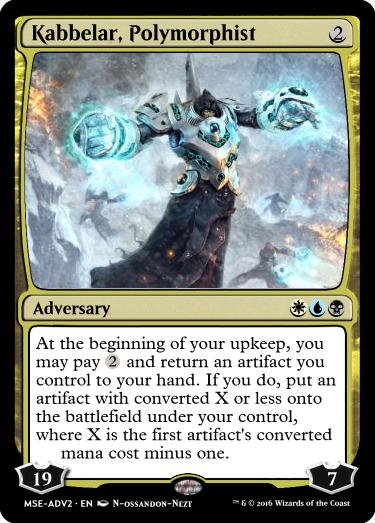 Kabbelar, Polymorphist 2
Adversary
At the beginning of your upkeep, you
may pay 2 and return an artifact you
control to your hand. If you do, put an
artifact with converted X or less onto
the battlefield under your control,
where X is the first artifact's converted
mana cost minus one.
19
7
MSE-ADV2 • EN N-OSSANDON-NEZT
™ & © 2016 Wizards of the Coast